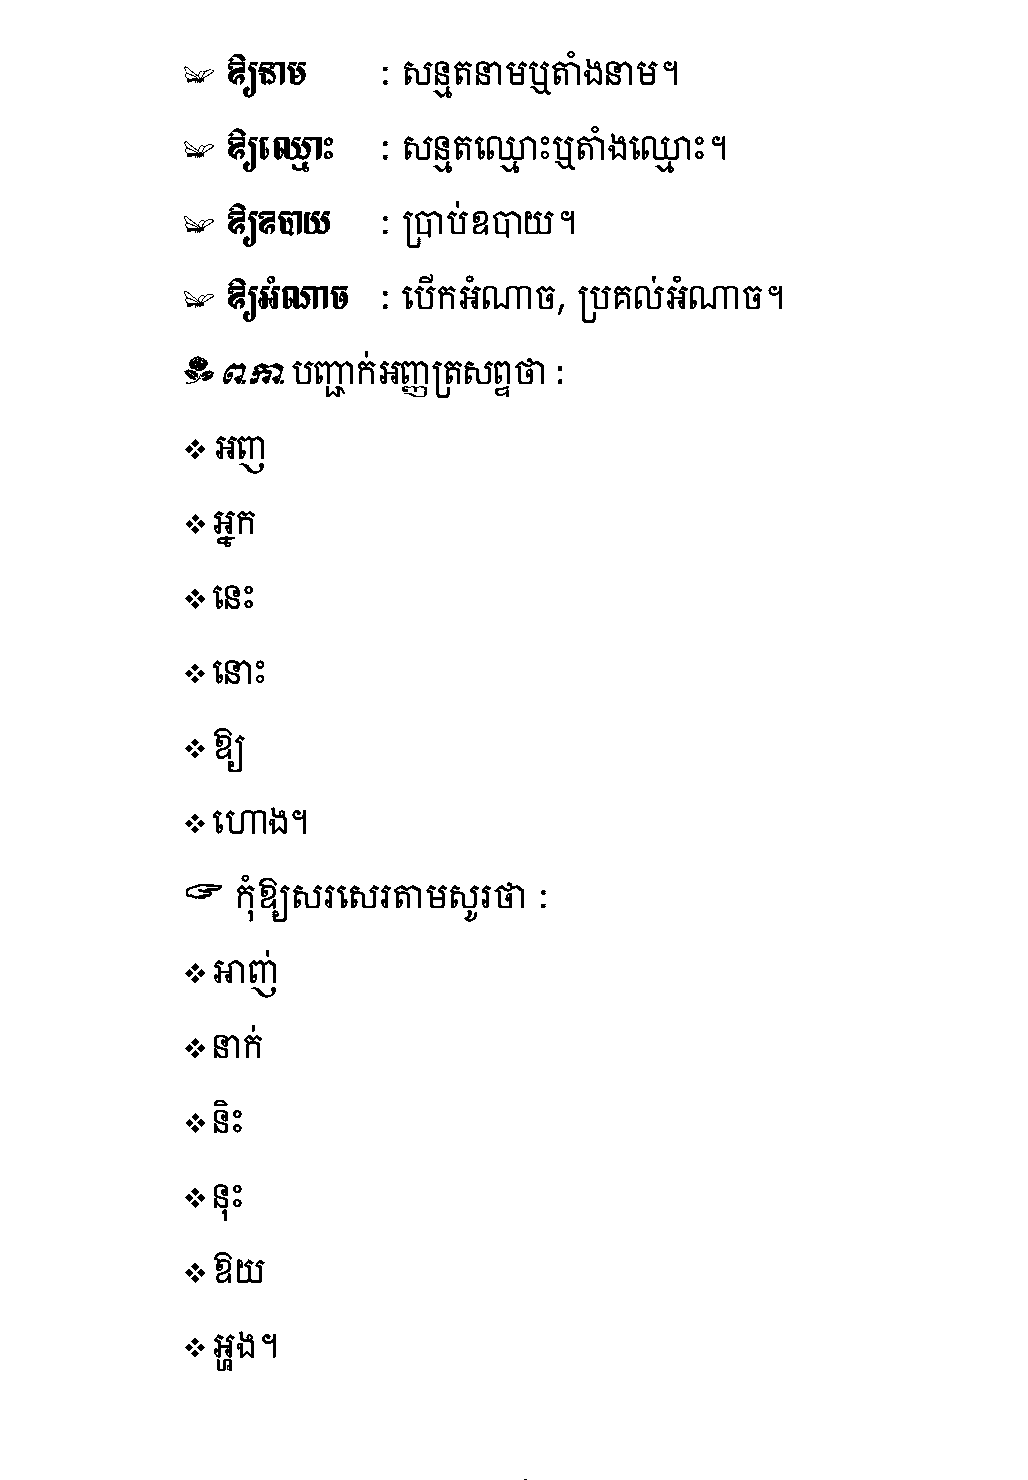 ឱ្យនាម : សន្មតនាមឬតាំងនាម។
ឱ្យឈ្មោះ : សន្មតឈ្មោះឬតាំងឈ្មោះ។
ឱ្យឧបាយ : ប្រាប់ឧបាយ។
ឱ្យអំណាច : បើកអំណាច, ប្រគល់អំណាច។
ព.ភា. បញ្ជាក់អញ្ញត្រសព្ទថា :
❖ អញ
❖ អ្នក
❖ នេះ
❖ នោះ
❖ ឱ្យ
❖ ហោង។
☞ កុំឱ្យសរសេរតាមសូរថា :
❖ អាញ់
❖ នាក់
❖ និះ
❖ នុះ
❖ ឱយ
❖ អ្ហង។